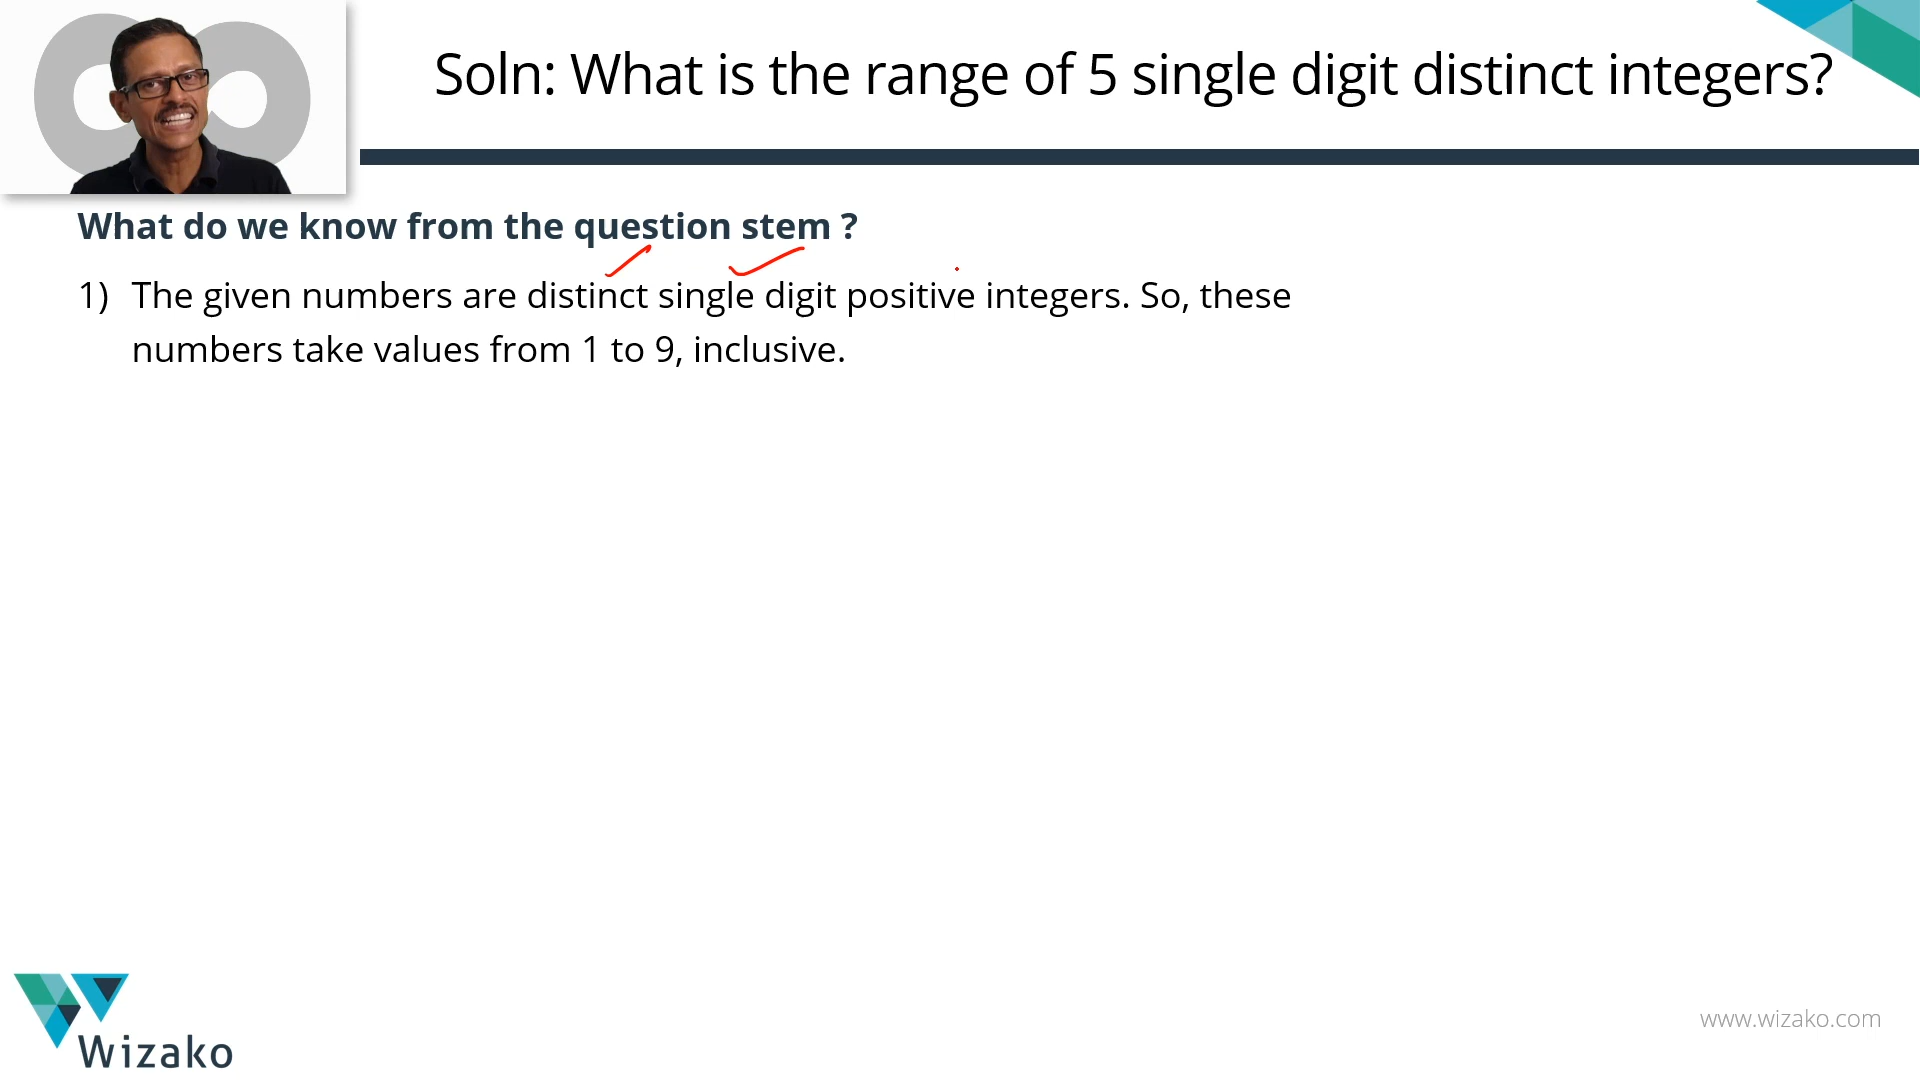 Soln: What is the range of 5 single digit distinct integers?
What do we know from the question stem ?
1) The given numbers are distinct single digit positive integers. So, these
numbers take values from 1 to 9, inclusive.
Wizako
www.wizako.com